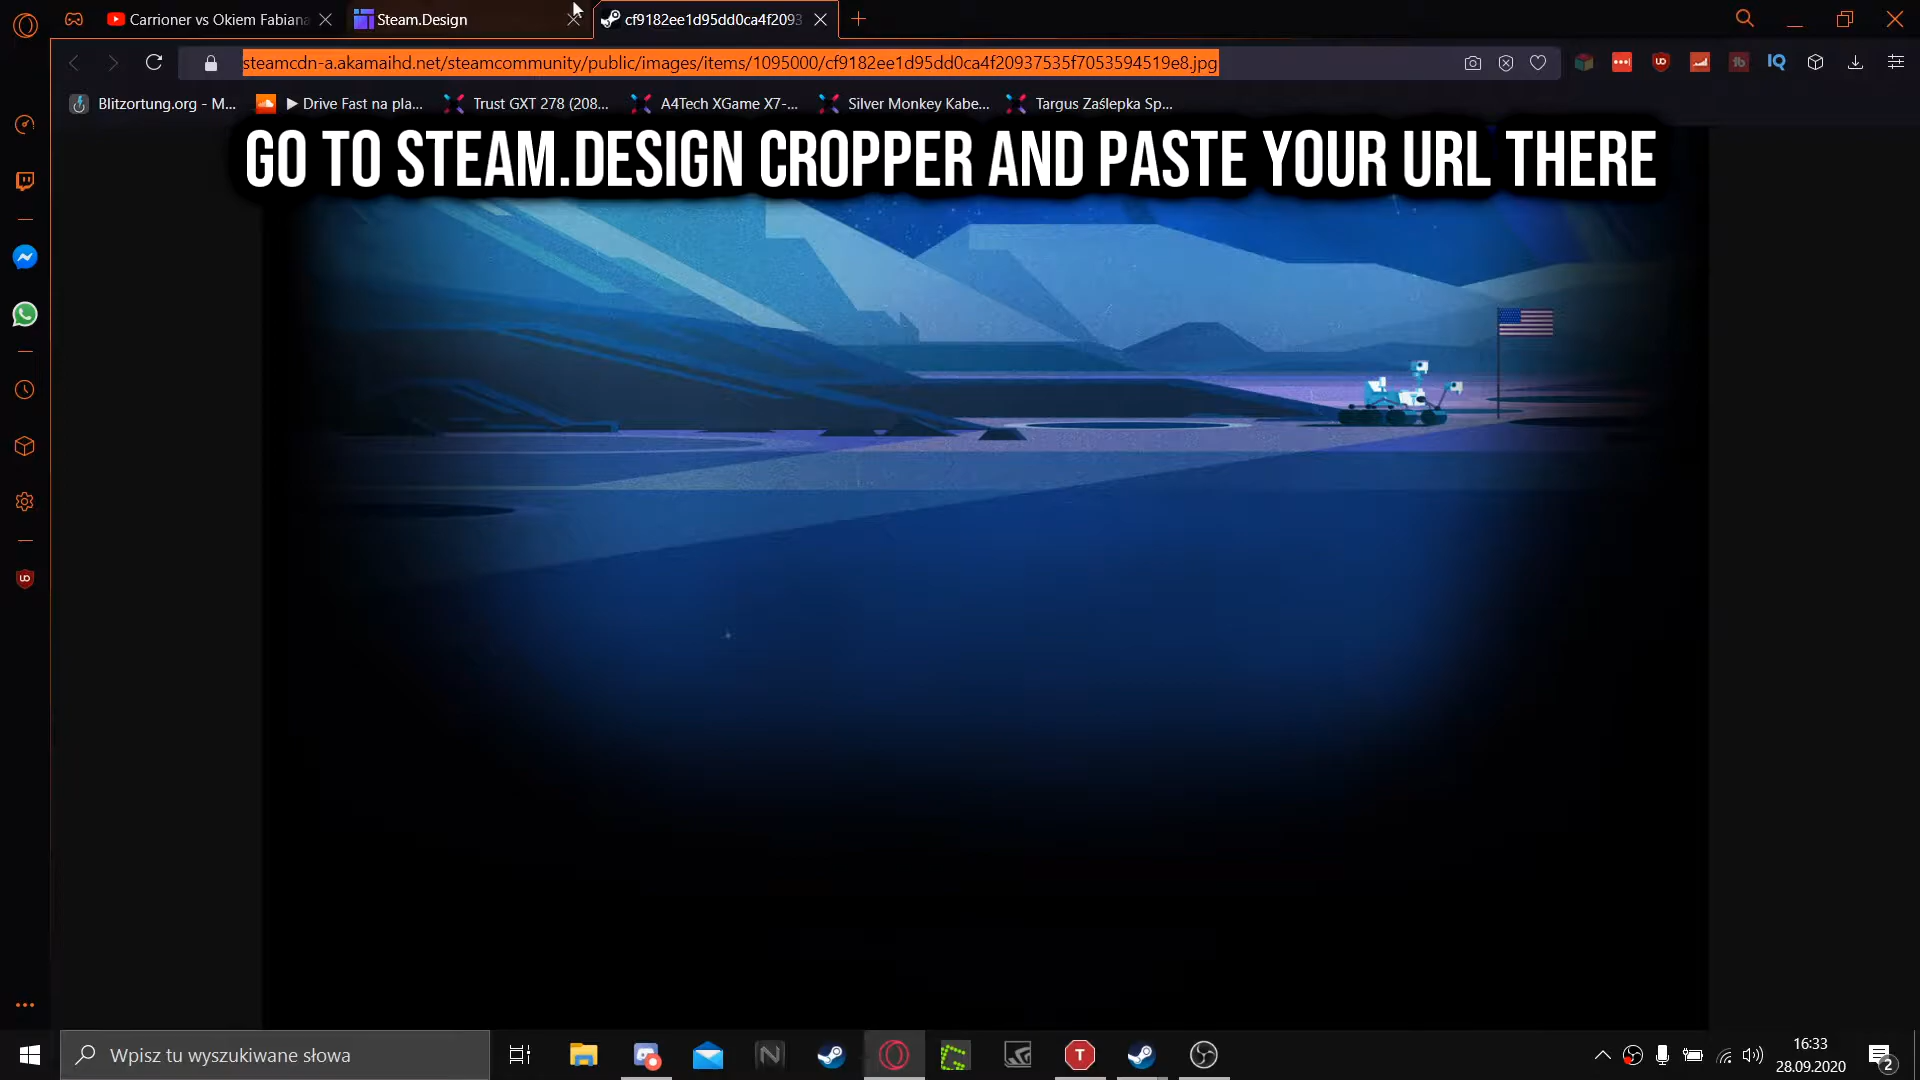 Carrioner vs Okiem Fabiana
Steam.Design
cf9182ee1d95dd0ca4f2093
steamcdn-a.akamaihd.net/steamcommunity/public/images/items/1095000/cf9182ee1d95dd0ca4f20937535f7053594519e8.jpg
Blitzortung.org - M...
▶ Drive Fast na pla...
Trust GXT 278 (208...
A4Tech XGame X7-...
Silver Monkey Kabe...
Targus Zaślepka Sp...
GO TO STEAM.DESIGN CROPPER AND PASTE YOUR URL THERE
Wpisz tu wyszukiwane słowa
16:33
28.09.2020
2